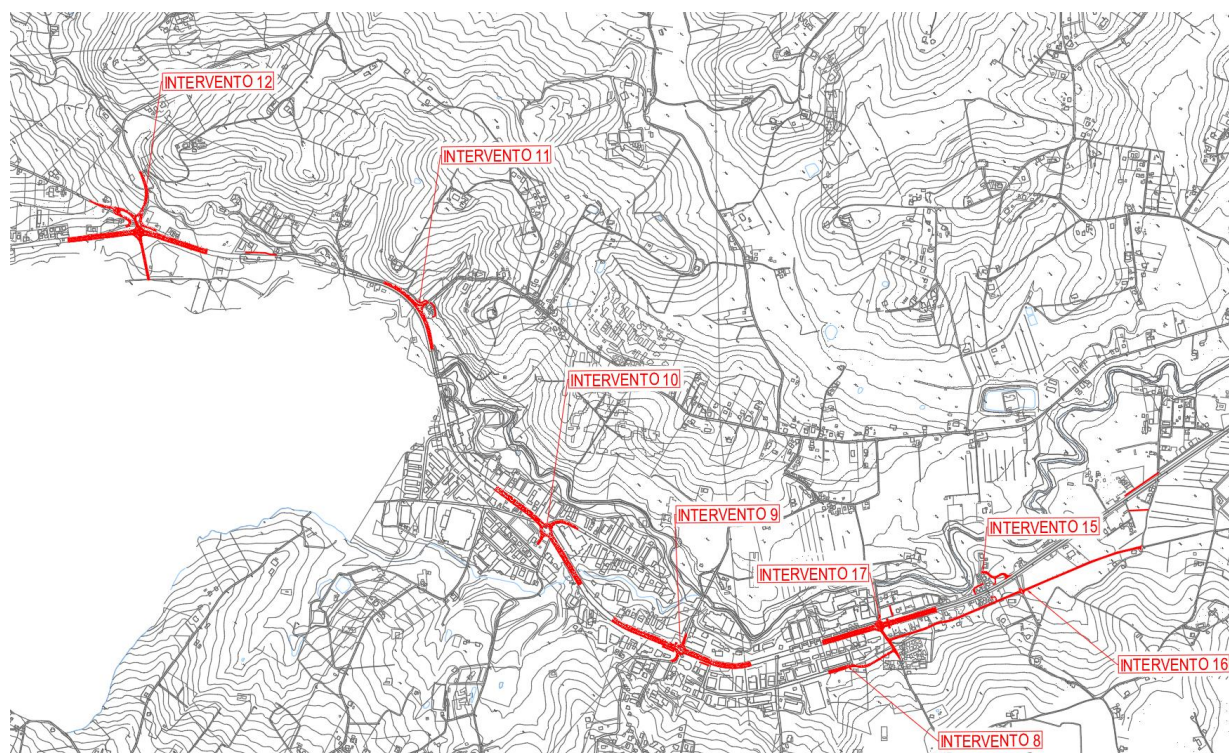 INTERVENTO 12
INTERVENTO 11
INTERVENTO 10
INTERVENTO 9
INTERVENTO 15
INTERVENTO 17
INTERVENTO 16
INTERVENTO 8